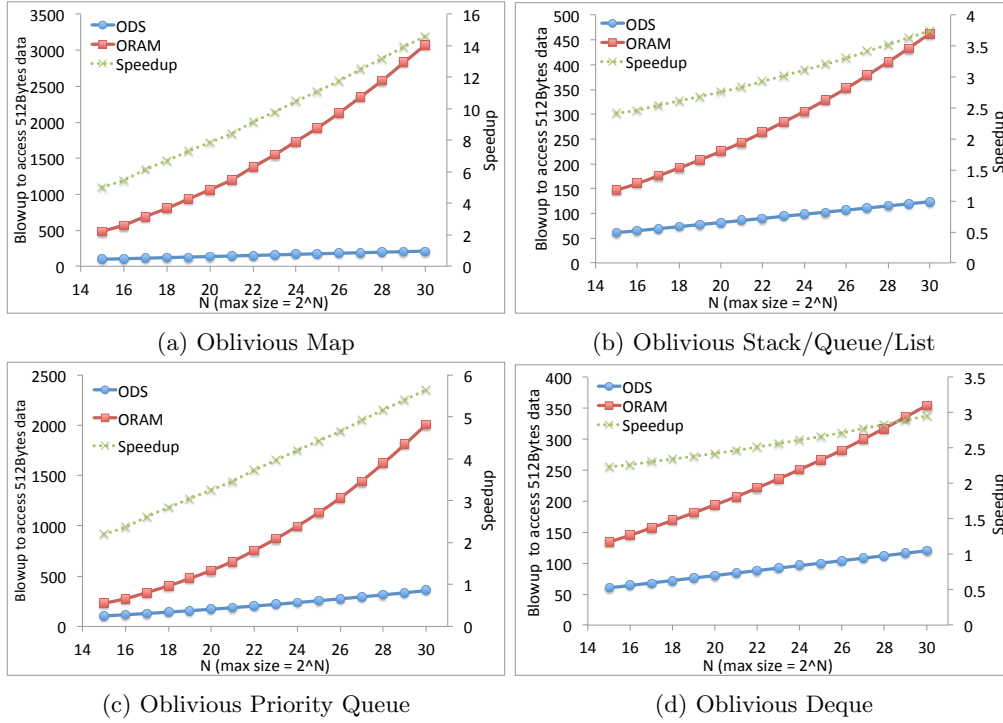 3500
3000
2500
2000
1500
1000
500
0
Blowup to access 512Bytes data
ODS
ORAM
Speedup
16
14
12
10
8
6
4
2
0
Speedup
14 16 18 20 22 24 26 28 30
N (max size = 2^N)
(a) Oblivious Map
500
450
400
350
300
250
200
150
100
50
0
Blowup to access 512Bytes data
ODS
ORAM
Speedup
4
3.5
3
2.5
2
1.5
1
0.5
0
Speedup
14 16 18 20 22 24 26 28 30
N (max size = 2^N)
(b) Oblivious Stack/Queue/List
2500
2000
1500
1000
500
0
Blowup to access 512Bytes data
ODS
ORAM
Speedup
6
5
4
3
2
1
0
Speedup
14 16 18 20 22 24 26 28 30
N (max size = 2^N)
(c) Oblivious Priority Queue
400
350
300
250
200
150
100
50
0
Blowup to access 512Bytes data
ODS
ORAM
Speedup
3.5
3
2.5
2
1.5
1
0.5
0
Speedup
14 16 18 20 22 24 26 28 30
N (max size = 2^N)
(d) Oblivious Deque